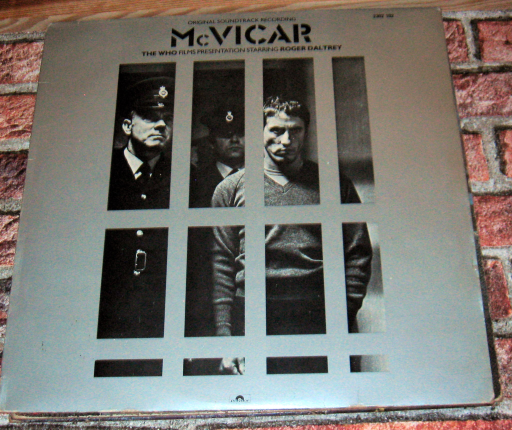 ORIGINAL SOUNDTRACK RECORDING
McVICAR
THE WHO FILMS PRESENTATION STARRING ROGER DALTREY